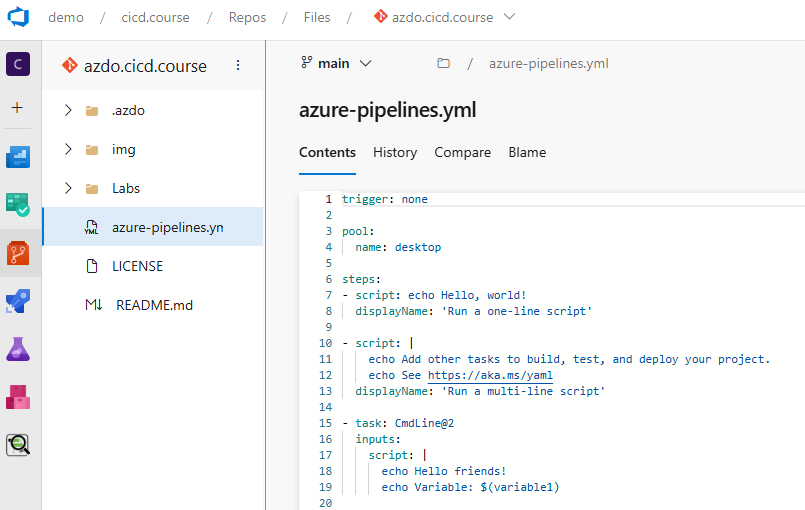 demo / cicd.course / Repos / Files / azdo.cicd.course
C
azdo.cicd.course
.azdo
img
Labs
YML azure-pipelines.yn
LICENSE
M↓ README.md
main
/ azure-pipelines.yml
azure-pipelines.yml
Contents History Compare Blame
1 trigger: none
2
3 pool:
4   name: desktop
5
6 steps:
7 - script: echo Hello, world!
8   displayName: 'Run a one-line script'
9
10 - script: |
11     echo Add other tasks to build, test, and deploy your project.
12     echo See https://aka.ms/yaml
13   displayName: 'Run a multi-line script'
14
15 - task: CmdLine@2
16   inputs:
17     script: |
18       echo Hello friends!
19       echo Variable: $(variable1)
20